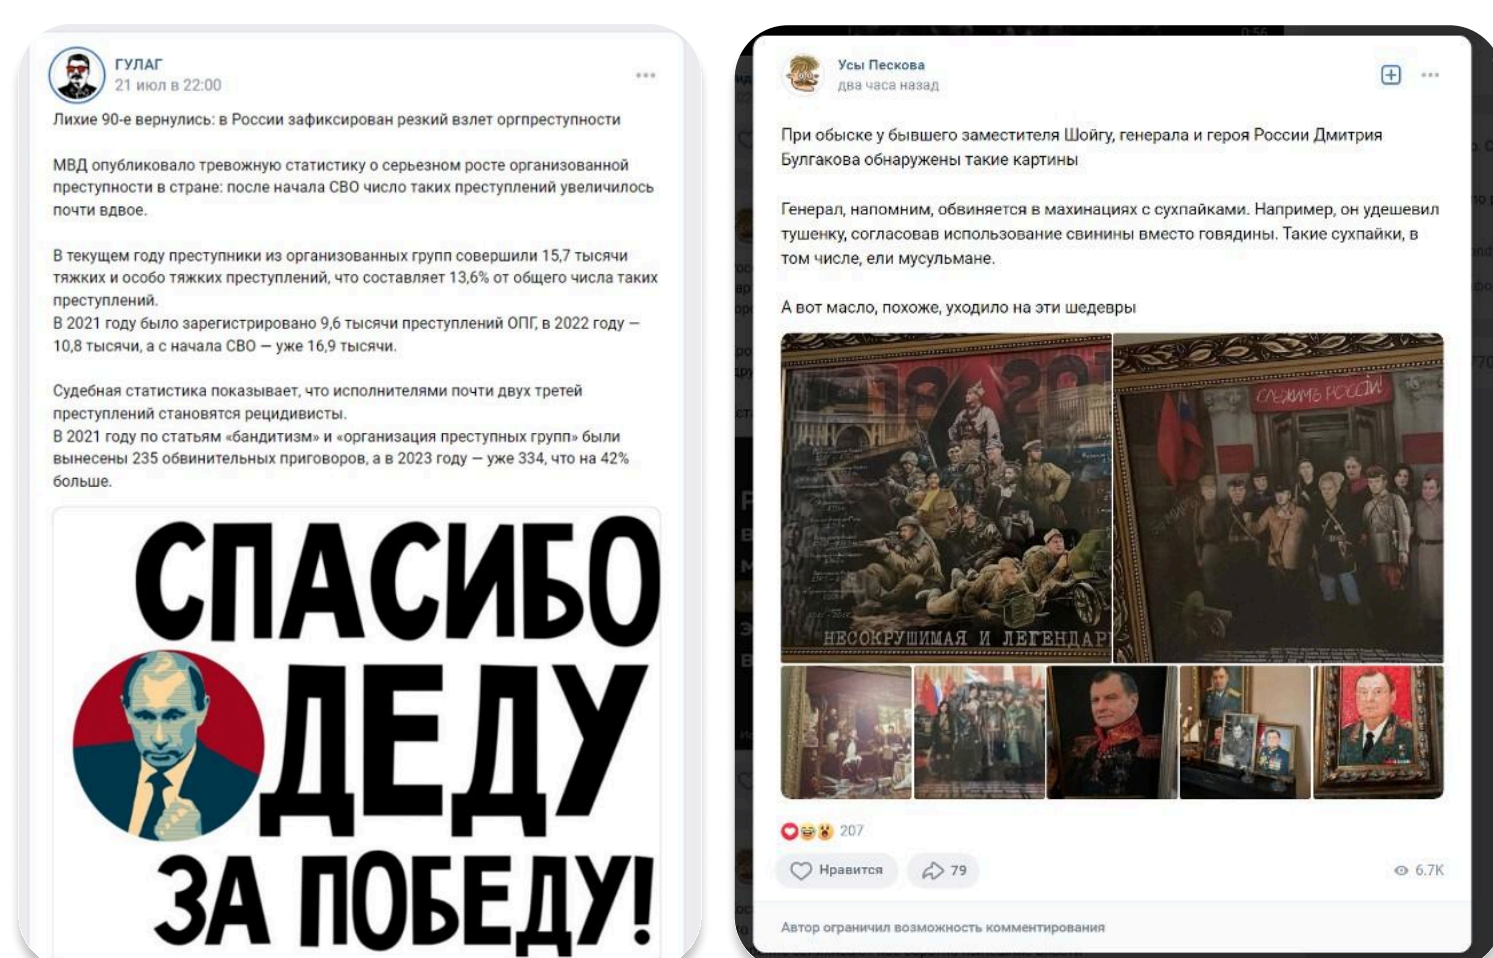 ГУЛАГ
21 июл в 22:00
Лихие 90-е вернулись: в России зафиксирован резкий взлет оргпреступности
МВД опубликовало тревожную статистику о серьезном росте организованной
преступности в стране: после начала СВО число таких преступлений увеличилось
почти вдвое.
В текущем году преступники из организованных групп совершили 15,7 тысячи
тяжких и особо тяжких преступлений, что составляет 13,6% от общего числа таких
преступлений.
В 2021 году было зарегистрировано 9,6 тысячи преступлений ОПГ, в 2022 году —
10,8 тысячи, а с начала СВО — уже 16,9 тысячи.
Судебная статистика показывает, что исполнителями почти двух третей
преступлений становятся рецидивисты.
В 2021 году по статьям «бандитизм» и «организация преступных групп» были
вынесены 235 обвинительных приговоров, а в 2023 году — уже 334, что на 42%
больше.
СПАСИБО
ДЕДУ
ЗА ПОБЕДУ!
0:56
Усы Пескова
два часа назад
При обыске у бывшего заместителя Шойгу, генерала и героя России Дмитрия
Булгакова обнаружены такие картины
Генерал, напомним, обвиняется в махинациях с сухпайками. Например, он удешевил
тушенку, согласовав использование свинины вместо говядины. Такие сухпайки, в
том числе, ели мусульмане.
А вот масло, похоже, уходило на эти шедевры
СЛУЖИТЬ РОССИИ!
НЕСОКРУШИМАЯ И ЛЕГЕНДАР
207
Нравится
79
6.7K
Автор ограничил возможность комментирования